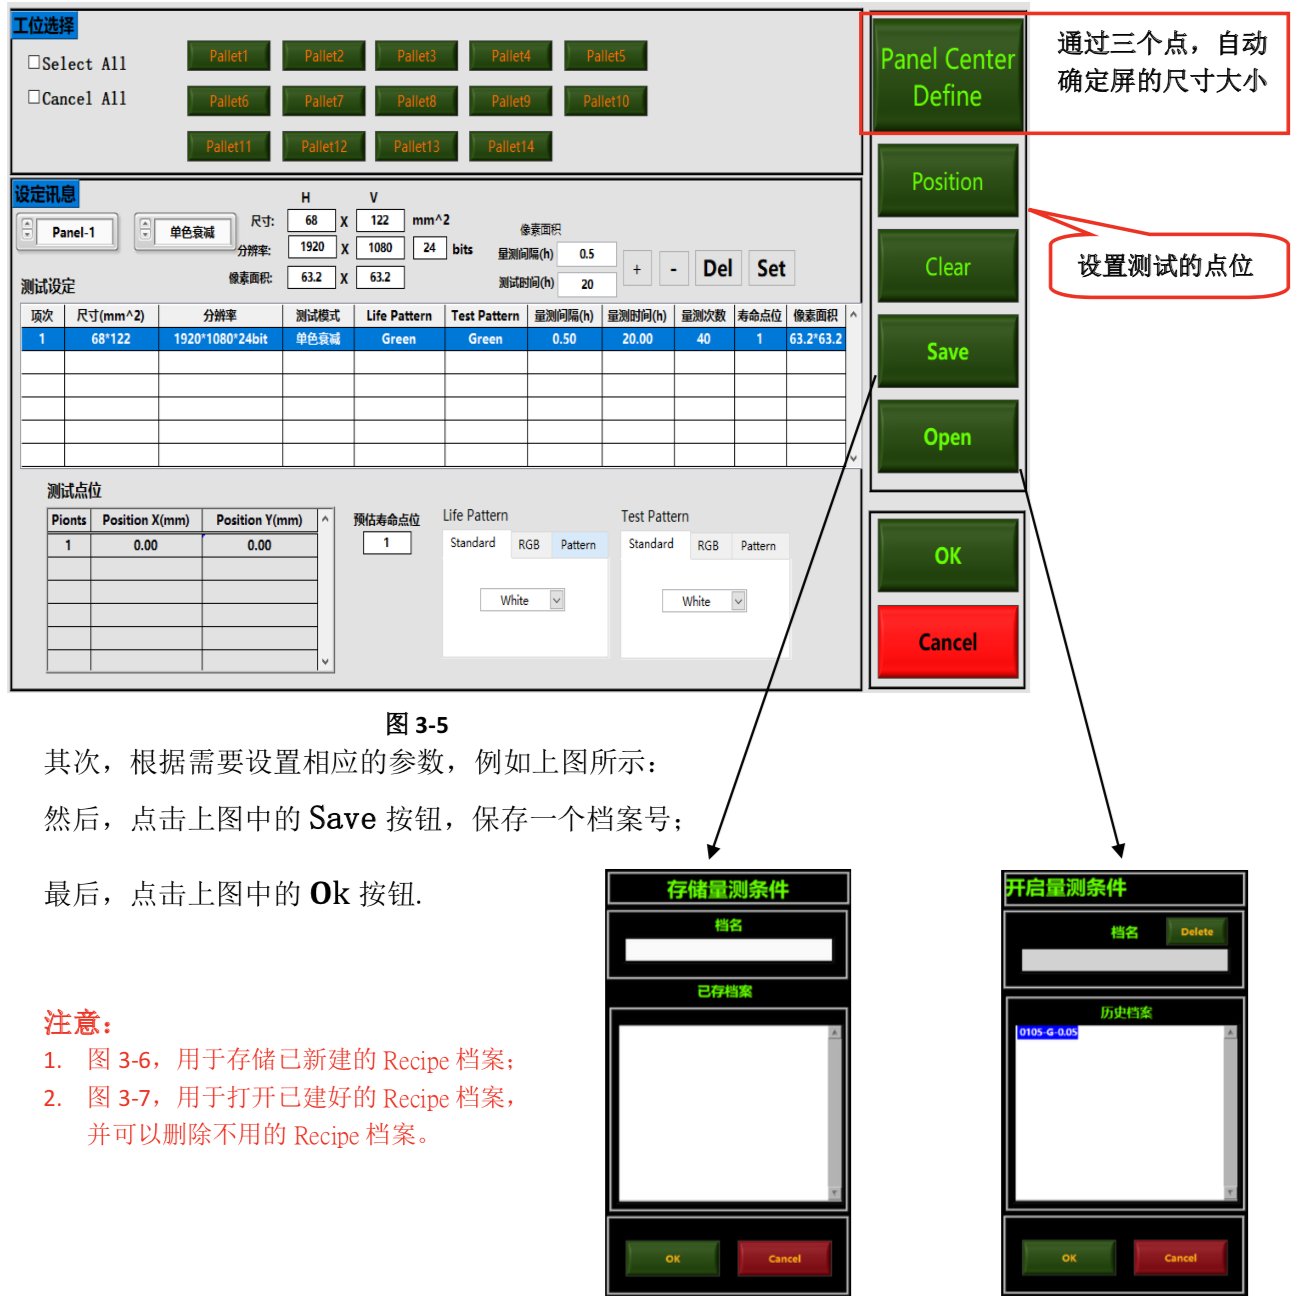 工位选择
Select All
Cancel All
Pallet1 Pallet2 Pallet3 Pallet4 Pallet5
Pallet6 Pallet7 Pallet8 Pallet9 Pallet10
Pallet11 Pallet12 Pallet13 Pallet14
Panel Center
Define
通过三个点，自动
确定屏的尺寸大小
Position
设置测试的点位
Clear
Save
Open
OK
Cancel
设定讯息
H V
Panel-1 单色衰减
尺寸: 68 X 122 mm^2
分辨率: 1920 X 1080 24 bits
像素面积: 63.2 X 63.2
像素面积
量测间隔(h) 0.5
测试时间(h) 20
+ - Del Set
测试设定
项次 尺寸(mm^2) 分辨率 测试模式 Life Pattern Test Pattern 量测间隔(h) 量测时间(h) 量测次数 寿命点位 像素面积
1 68*122 1920*1080*24bit 单色衰减 Green Green 0.50 20.00 40 1 63.2*63.2
测试点位
Pionts Position X(mm) Position Y(mm)
1 0.00 0.00
预估寿命点位
1
Life Pattern
Standard RGB Pattern
White
Test Pattern
Standard RGB Pattern
White
图 3-5
其次，根据需要设置相应的参数，例如上图所示：
然后，点击上图中的 Save 按钮，保存一个档案号；
最后，点击上图中的 Ok 按钮.
注意：
1. 图 3-6，用于存储已新建的 Recipe 档案；
2. 图 3-7，用于打开已建好的 Recipe 档案，
并可以删除不用的 Recipe 档案。
存储量测条件
档名
已存档案
OK Cancel
开启量测条件
档名 Delete
历史档案
0105-G-0.05
OK Cancel